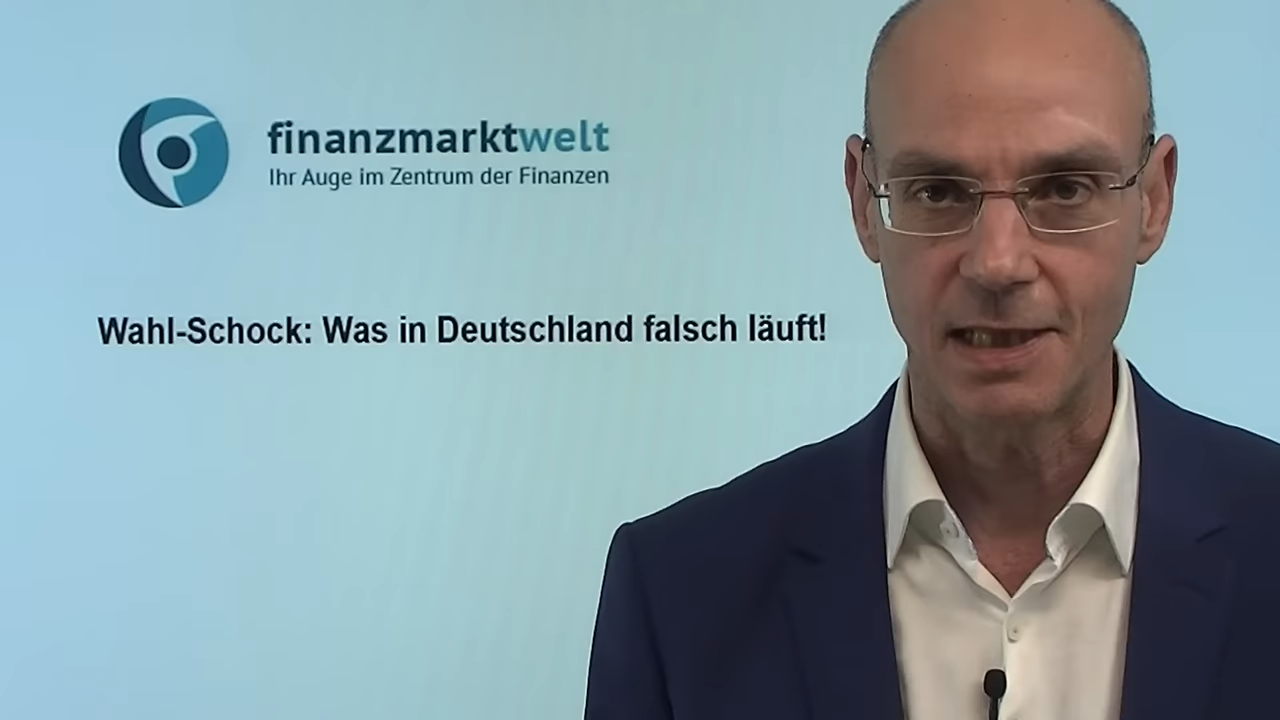 finanzmarktwelt
Ihr Auge im Zentrum der Finanzen
Wahl-Schock: Was in Deutschland falsch läuft!